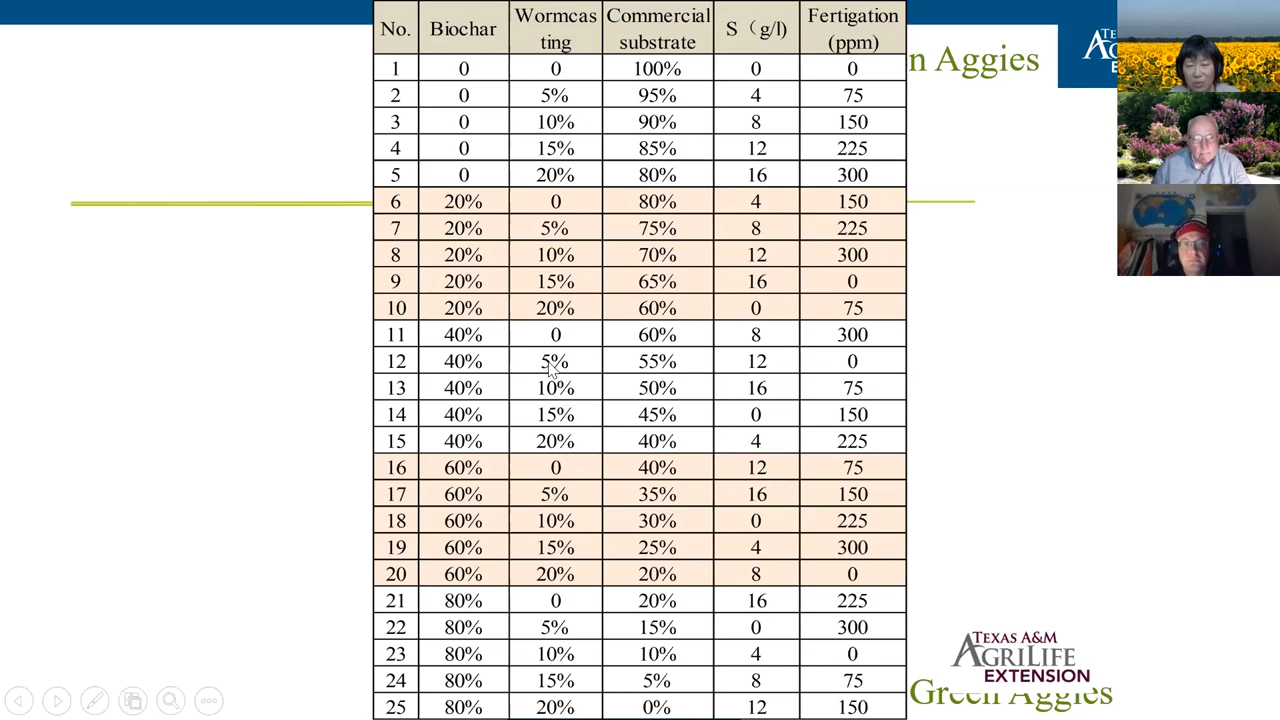 No. Biochar Wormcas ting Commercial substrate S（g/l) Fertigation (ppm)
1 0 0 100% 0 0
2 0 5% 95% 4 75
3 0 10% 90% 8 150
4 0 15% 85% 12 225
5 0 20% 80% 16 300
6 20% 0 80% 4 150
7 20% 5% 75% 8 225
8 20% 10% 70% 12 300
9 20% 15% 65% 16 0
10 20% 20% 60% 0 75
11 40% 0 60% 8 300
12 40% 5% 55% 12 0
13 40% 10% 50% 16 75
14 40% 15% 45% 0 150
15 40% 20% 40% 4 225
16 60% 0 40% 12 75
17 60% 5% 35% 16 150
18 60% 10% 30% 0 225
19 60% 15% 25% 4 300
20 60% 20% 20% 8 0
21 80% 0 20% 16 225
22 80% 5% 15% 0 300
23 80% 10% 10% 4 0
24 80% 15% 5% 8 75
25 80% 20% 0% 12 150
n Aggies
TEXAS A&M
AGRILIFE
EXTENSION
Green Aggies